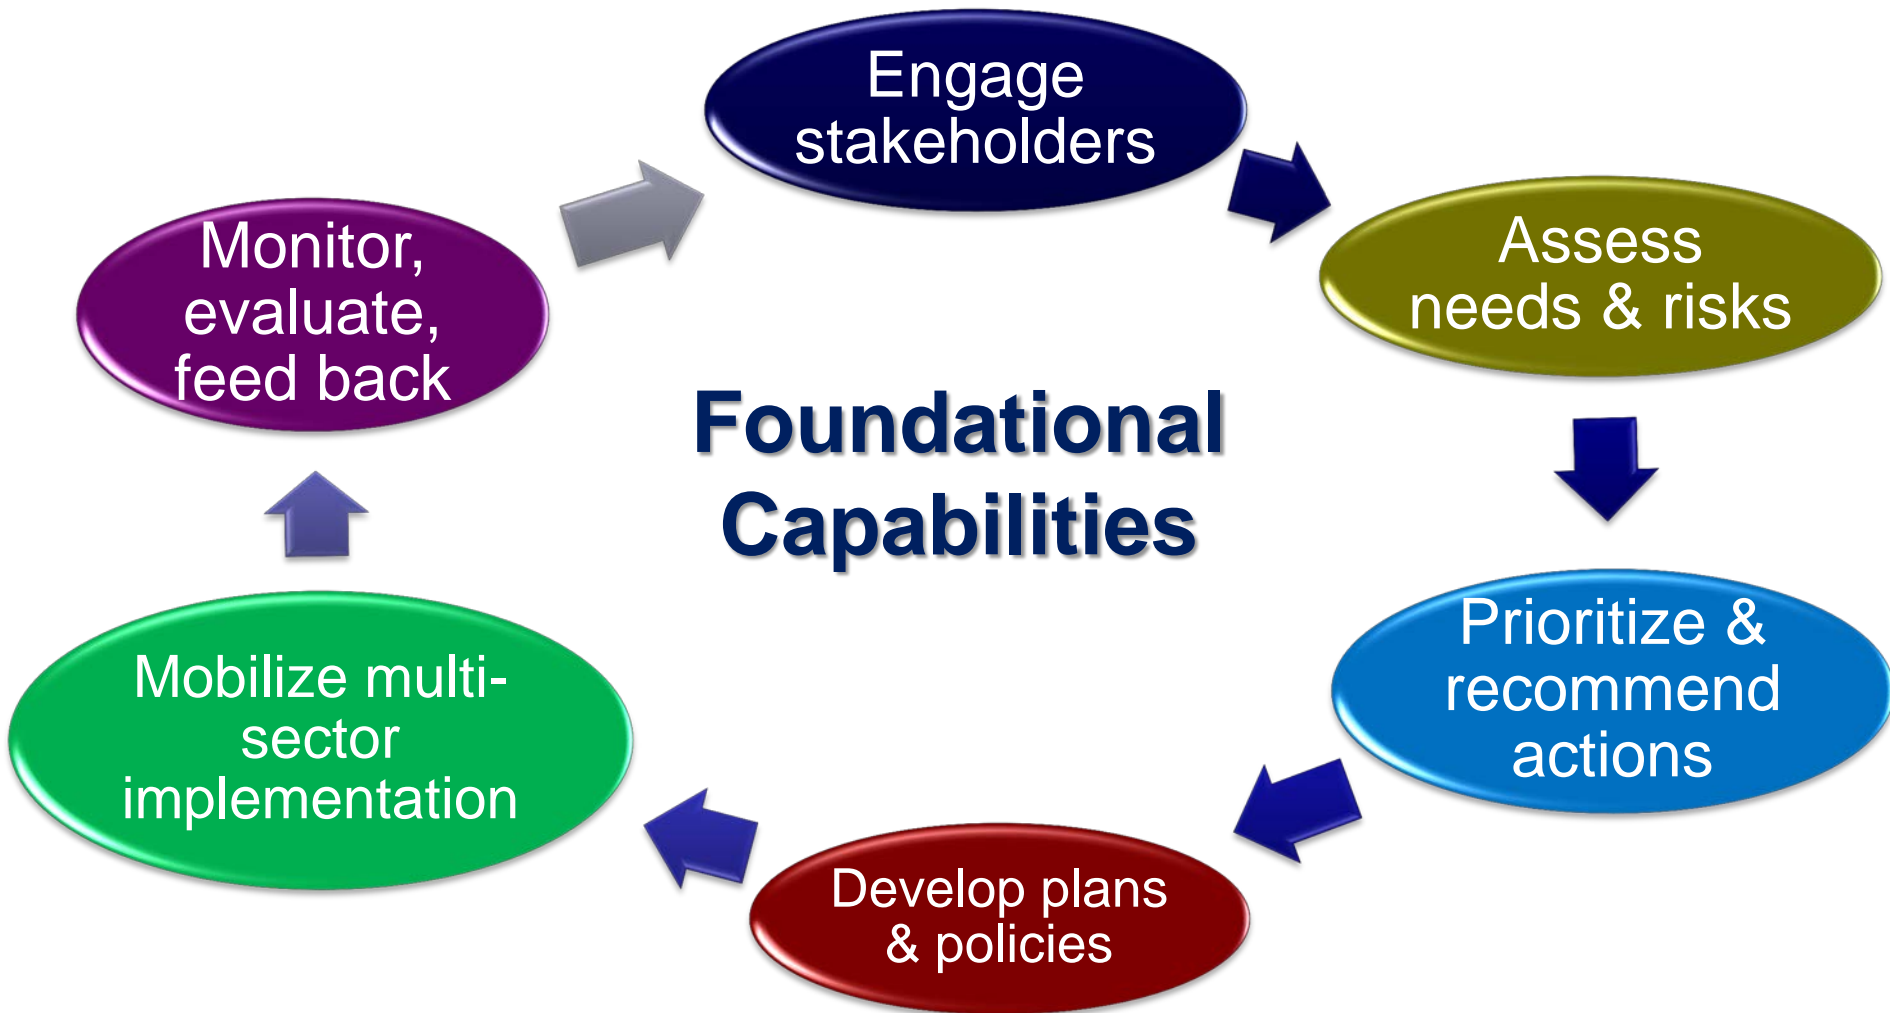 Engage
stakeholders
Assess
needs & risks
Prioritize &
recommend
actions
Develop plans
& policies
Mobilize multi-
sector
implementation
Monitor,
evaluate,
feed back
Foundational
Capabilities